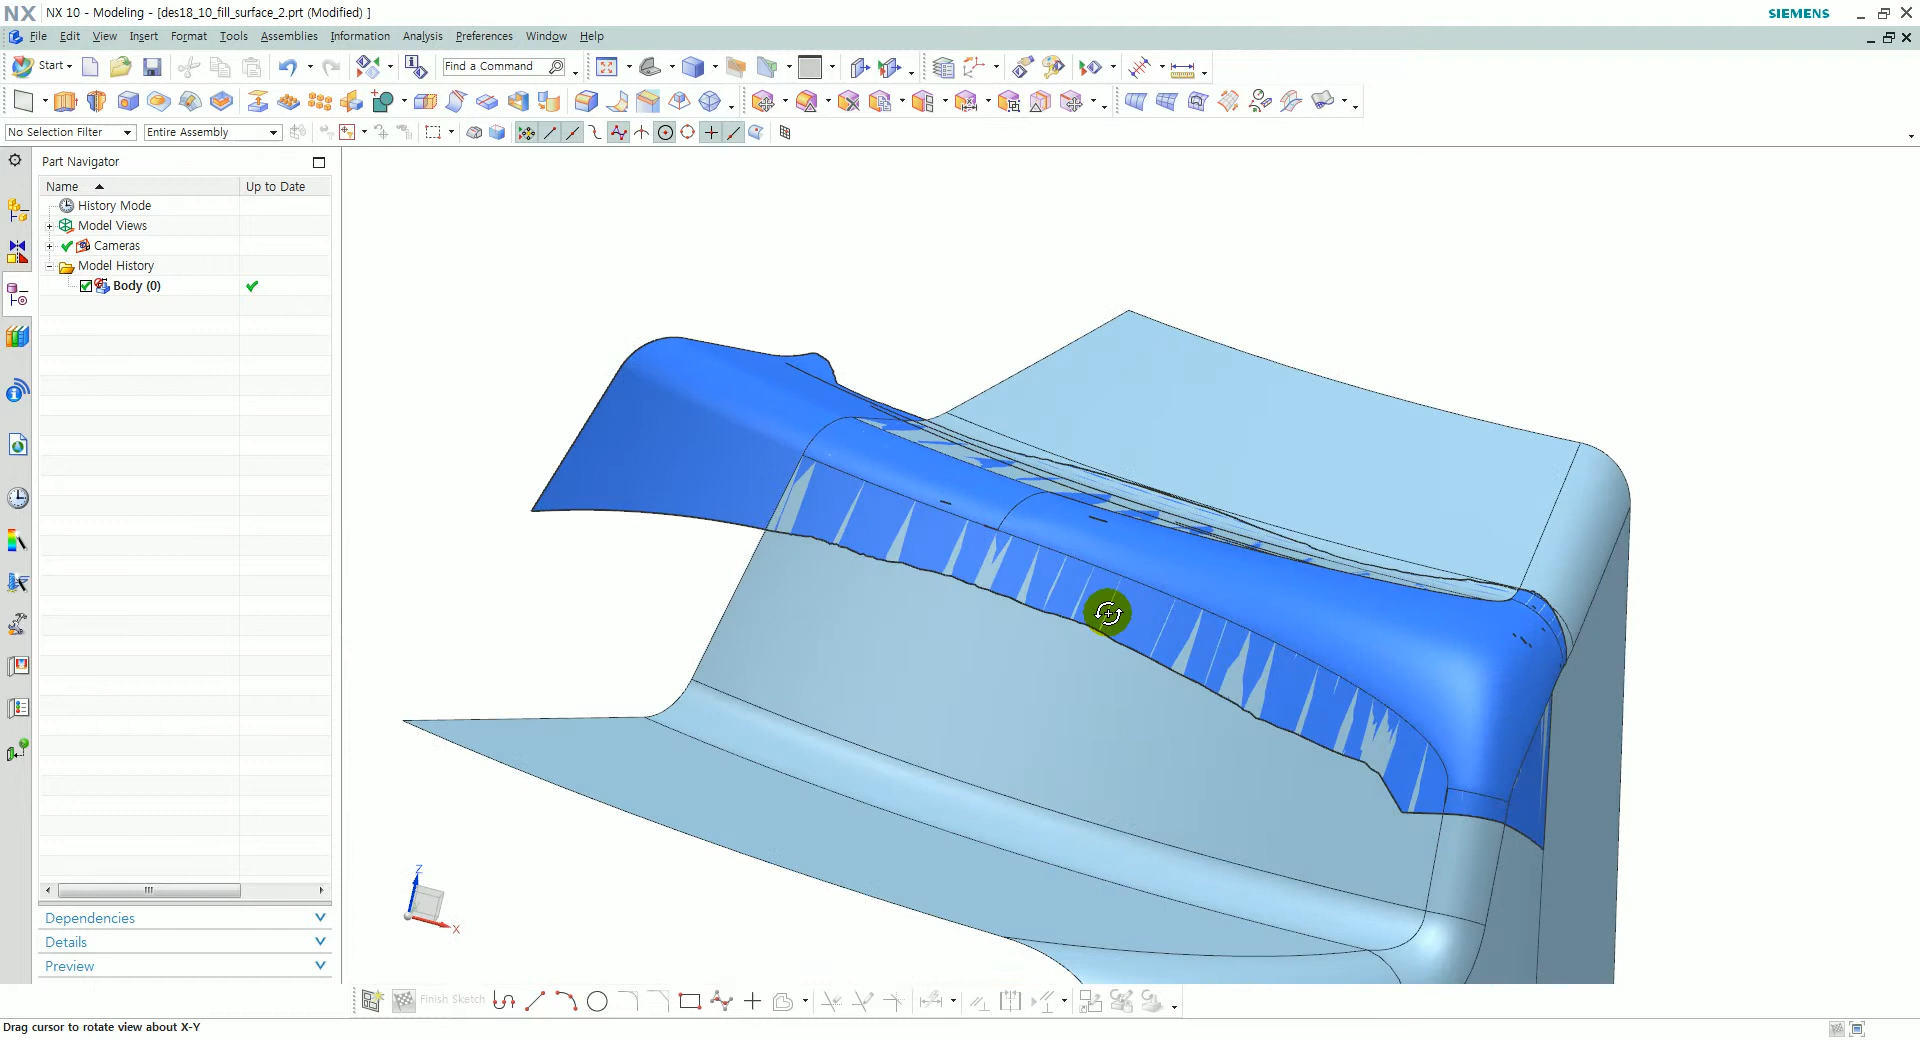 NX NX 10 - Modeling - [des18_10_fill_surface_2.prt (Modified) ]
SIEMENS
File Edit View Insert Format Tools Assemblies Information Analysis Preferences Window Help
Start Find a Command
No Selection Filter Entire Assembly
Part Navigator
Name Up to Date
History Mode
Model Views
Cameras
Model History
Body (0)
Dependencies
Details
Preview
Z
X
Finish Sketch
Drag cursor to rotate view about X-Y